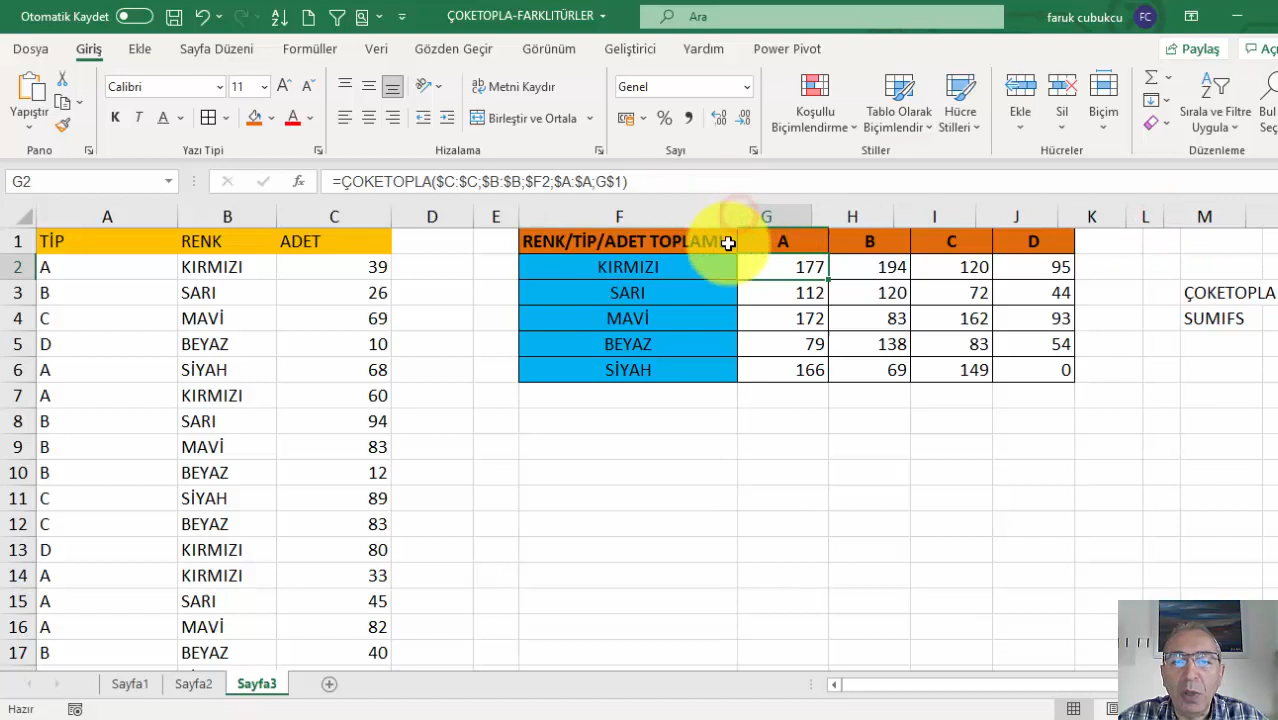 Otomatik Kaydet
ÇOKETOPLA-FARKLITÜRLER
Ara
faruk cubukcu
FC
Dosya Giriş Ekle Sayfa Düzeni Formüller Veri Gözden Geçir Görünüm Geliştirici Yardım Power Pivot
Paylaş
Yapıştır
Pano
Calibri 11
K T A
Yazı Tipi
Metni Kaydır
Birleştir ve Ortala
Hizalama
Genel
Sayı
Koşullu Biçimlendirme
Tablo Olarak Biçimlendir
Hücre Stilleri
Stiller
Ekle Sil Biçim
Hücreler
Sırala ve Filtre Uygula
Düzenleme
G2
fx
=ÇOKETOPLA($C:$C;$B:$B;$F2;$A:$A;G$1)
A B C D E F G H I J K L M
1 TİP RENK ADET RENK/TİP/ADET TOPLAM A B C D
2 A KIRMIZI 39 KIRMIZI 177 194 120 95
3 B SARI 26 SARI 112 120 72 44 ÇOKETOPLA
4 C MAVİ 69 MAVİ 172 83 162 93 SUMIFS
5 D BEYAZ 10 BEYAZ 79 138 83 54
6 A SİYAH 68 SİYAH 166 69 149 0
7 A KIRMIZI 60
8 B SARI 94
9 B MAVİ 83
10 B BEYAZ 12
11 C SİYAH 89
12 C BEYAZ 83
13 D KIRMIZI 80
14 A KIRMIZI 33
15 A SARI 45
16 A MAVİ 82
17 B BEYAZ 40
Sayfa1 Sayfa2 Sayfa3
Hazır